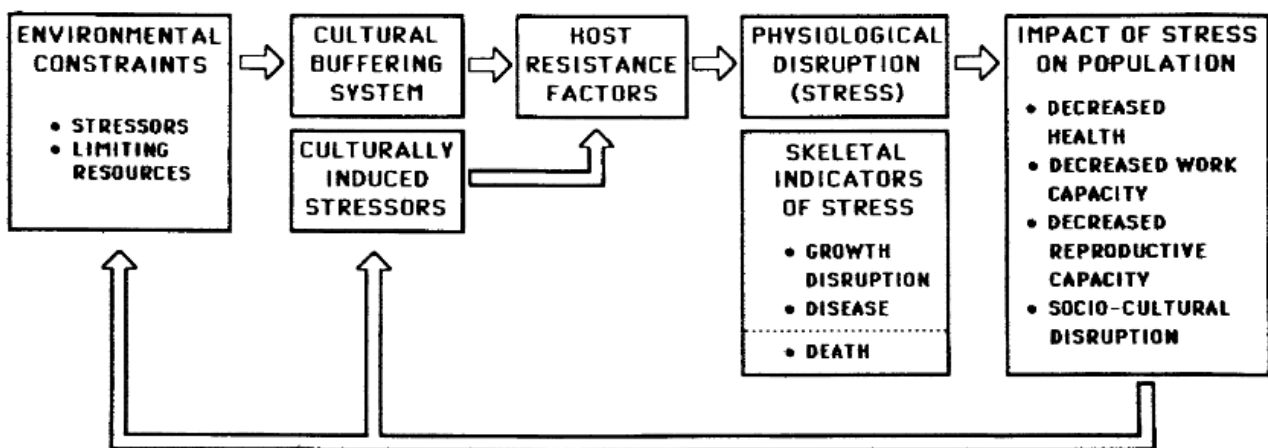 ENVIRONMENTAL
CONSTRAINTS
• STRESSORS
• LIMITING
RESOURCES
CULTURAL
BUFFERING
SYSTEM
CULTURALLY
INDUCED
STRESSORS
HOST
RESISTANCE
FACTORS
PHYSIOLOGICAL
DISRUPTION
(STRESS)
SKELETAL
INDICATORS
OF STRESS
• GROWTH
DISRUPTION
• DISEASE
• DEATH
IMPACT OF STRESS
ON POPULATION
• DECREASED
HEALTH
• DECREASED WORK
CAPACITY
• DECREASED
REPRODUCTIVE
CAPACITY
• SOCIO-CULTURAL
DISRUPTION